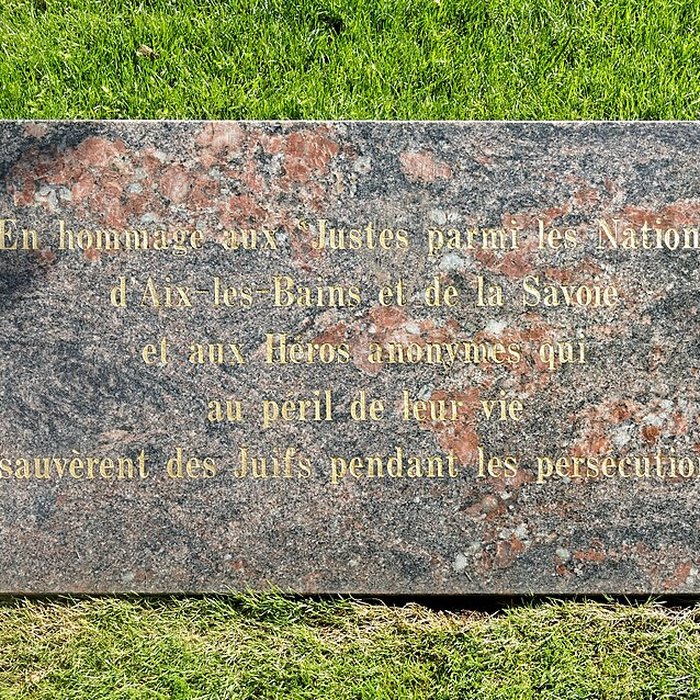 En hommage aux "Justes parmi les Nation
d'Aix-les-Bains et de la Savoie
et aux Héros anonymes qui
au péril de leur vie
sauvèrent des Juifs pendant les persécutio